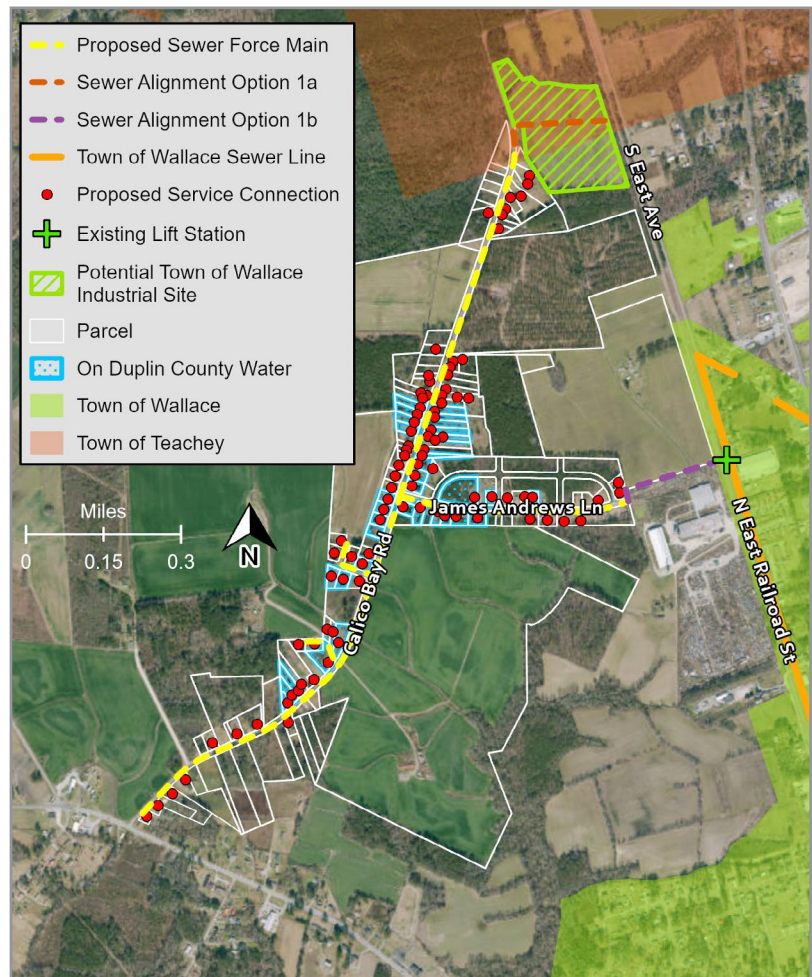 Proposed Sewer Force Main
Sewer Alignment Option 1a
Sewer Alignment Option 1b
Town of Wallace Sewer Line
Proposed Service Connection
Existing Lift Station
Potential Town of Wallace
Industrial Site
Parcel
On Duplin County Water
Town of Wallace
Town of Teachey
S East Ave
Miles
0 0.15 0.3
N
James Andrews Ln
N East Railroad St
Calico Bay Rd